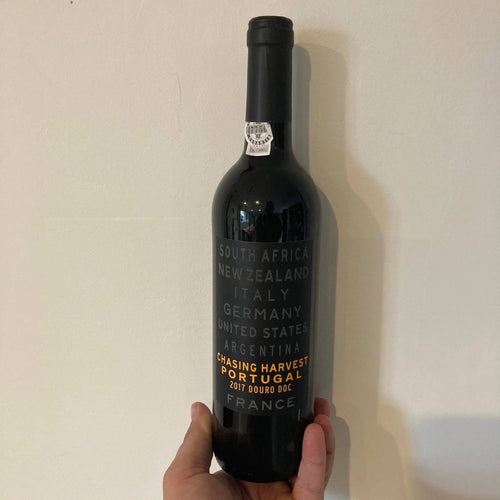 SOUTH AFRICA
NEW ZEALAND
ITALY
GERMANY
UNITED STATES
ARGENTINA
CHASING HARVEST
PORTUGAL
2017 DOURO DOC
FRANCE